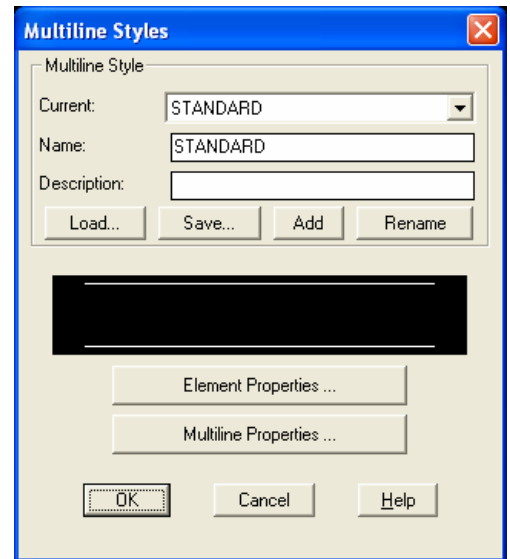 Multiline Styles
Multiline Style
Current: STANDARD
Name: STANDARD
Description:
Load... Save... Add Rename
Element Properties ...
Multiline Properties ...
OK Cancel Help